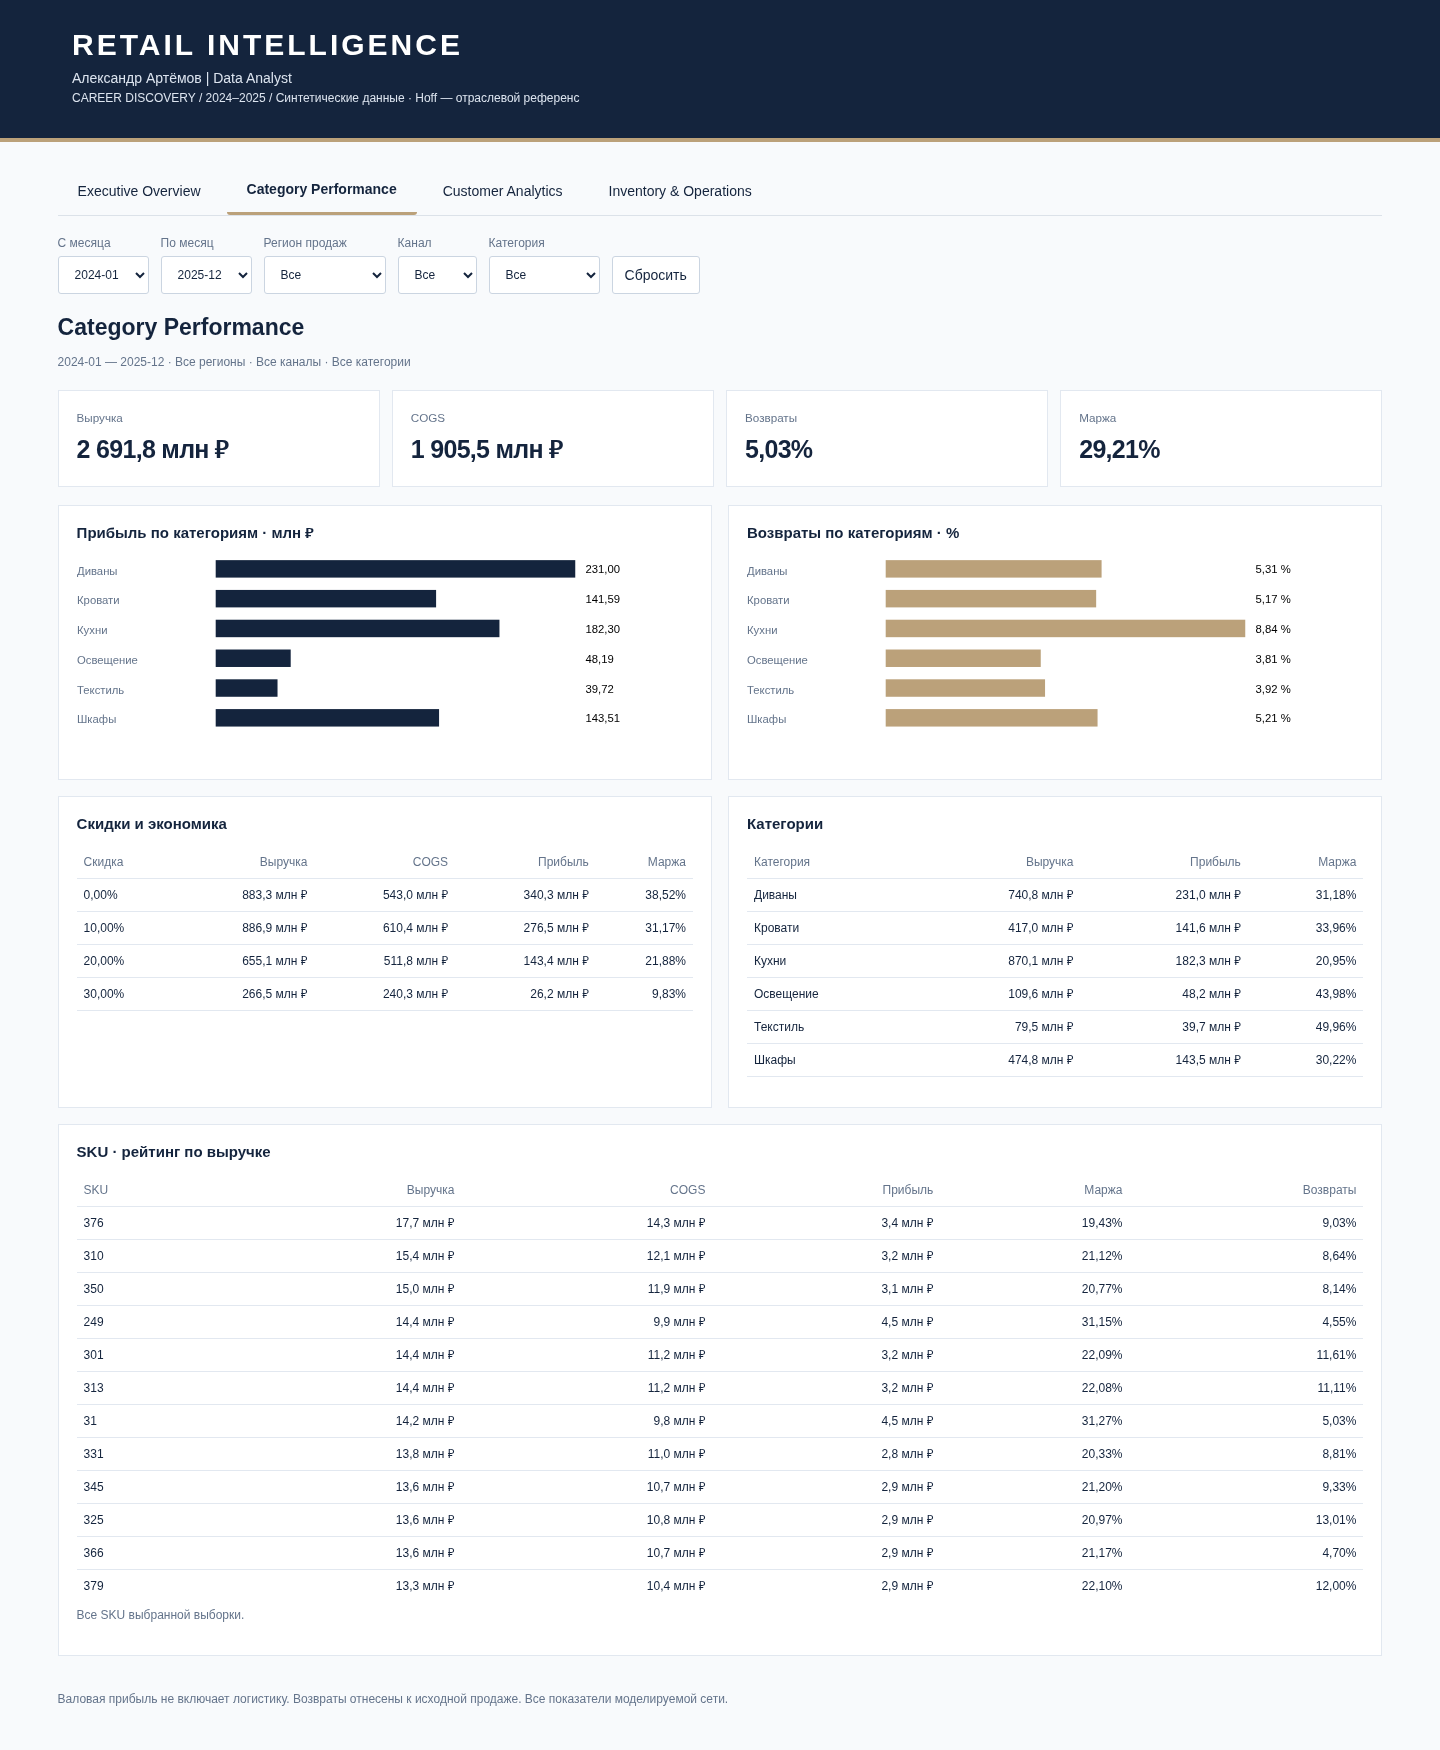 RETAIL INTELLIGENCE
Александр Артёмов | Data Analyst
CAREER DISCOVERY / 2024–2025 / Синтетические данные · Hoff — отраслевой референс
Executive Overview Category Performance Customer Analytics Inventory & Operations
С месяца По месяц Регион продаж Канал Категория
2024-01 2025-12 Все Все Все Сбросить
Category Performance
2024-01 — 2025-12 · Все регионы · Все каналы · Все категории
Выручка COGS Возвраты Маржа
2 691,8 млн ₽ 1 905,5 млн ₽ 5,03% 29,21%
Прибыль по категориям · млн ₽
Диваны 231,00
Кровати 141,59
Кухни 182,30
Освещение 48,19
Текстиль 39,72
Шкафы 143,51
Возвраты по категориям · %
Диваны 5,31 %
Кровати 5,17 %
Кухни 8,84 %
Освещение 3,81 %
Текстиль 3,92 %
Шкафы 5,21 %
Скидки и экономика
Скидка Выручка COGS Прибыль Маржа
0,00% 883,3 млн ₽ 543,0 млн ₽ 340,3 млн ₽ 38,52%
10,00% 886,9 млн ₽ 610,4 млн ₽ 276,5 млн ₽ 31,17%
20,00% 655,1 млн ₽ 511,8 млн ₽ 143,4 млн ₽ 21,88%
30,00% 266,5 млн ₽ 240,3 млн ₽ 26,2 млн ₽ 9,83%
Категории
Категория Выручка Прибыль Маржа
Диваны 740,8 млн ₽ 231,0 млн ₽ 31,18%
Кровати 417,0 млн ₽ 141,6 млн ₽ 33,96%
Кухни 870,1 млн ₽ 182,3 млн ₽ 20,95%
Освещение 109,6 млн ₽ 48,2 млн ₽ 43,98%
Текстиль 79,5 млн ₽ 39,7 млн ₽ 49,96%
Шкафы 474,8 млн ₽ 143,5 млн ₽ 30,22%
SKU · рейтинг по выручке
SKU Выручка COGS Прибыль Маржа Возвраты
376 17,7 млн ₽ 14,3 млн ₽ 3,4 млн ₽ 19,43% 9,03%
310 15,4 млн ₽ 12,1 млн ₽ 3,2 млн ₽ 21,12% 8,64%
350 15,0 млн ₽ 11,9 млн ₽ 3,1 млн ₽ 20,77% 8,14%
249 14,4 млн ₽ 9,9 млн ₽ 4,5 млн ₽ 31,15% 4,55%
301 14,4 млн ₽ 11,2 млн ₽ 3,2 млн ₽ 22,09% 11,61%
313 14,4 млн ₽ 11,2 млн ₽ 3,2 млн ₽ 22,08% 11,11%
31 14,2 млн ₽ 9,8 млн ₽ 4,5 млн ₽ 31,27% 5,03%
331 13,8 млн ₽ 11,0 млн ₽ 2,8 млн ₽ 20,33% 8,81%
345 13,6 млн ₽ 10,7 млн ₽ 2,9 млн ₽ 21,20% 9,33%
325 13,6 млн ₽ 10,8 млн ₽ 2,9 млн ₽ 20,97% 13,01%
366 13,6 млн ₽ 10,7 млн ₽ 2,9 млн ₽ 21,17% 4,70%
379 13,3 млн ₽ 10,4 млн ₽ 2,9 млн ₽ 22,10% 12,00%
Все SKU выбранной выборки.
Валовая прибыль не включает логистику. Возвраты отнесены к исходной продаже. Все показатели моделируемой сети.